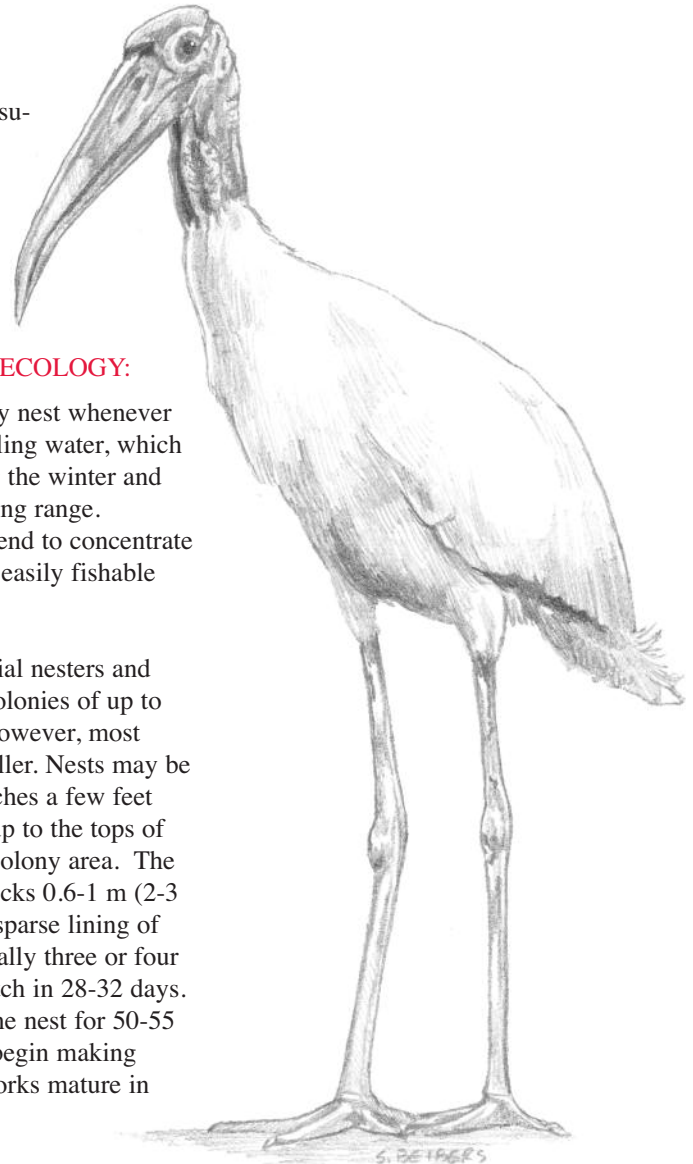 su-
ECOLOGY:
y nest whenever
ling water, which
the winter and
ng range.
end to concentrate
easily fishable
ial nesters and
olonies of up to
owever, most
ller. Nests may be
ches a few feet
up to the tops of
olony area. The
cks 0.6-1 m (2-3
sparse lining of
ally three or four
ch in 28-32 days.
he nest for 50-55
begin making
orks mature in